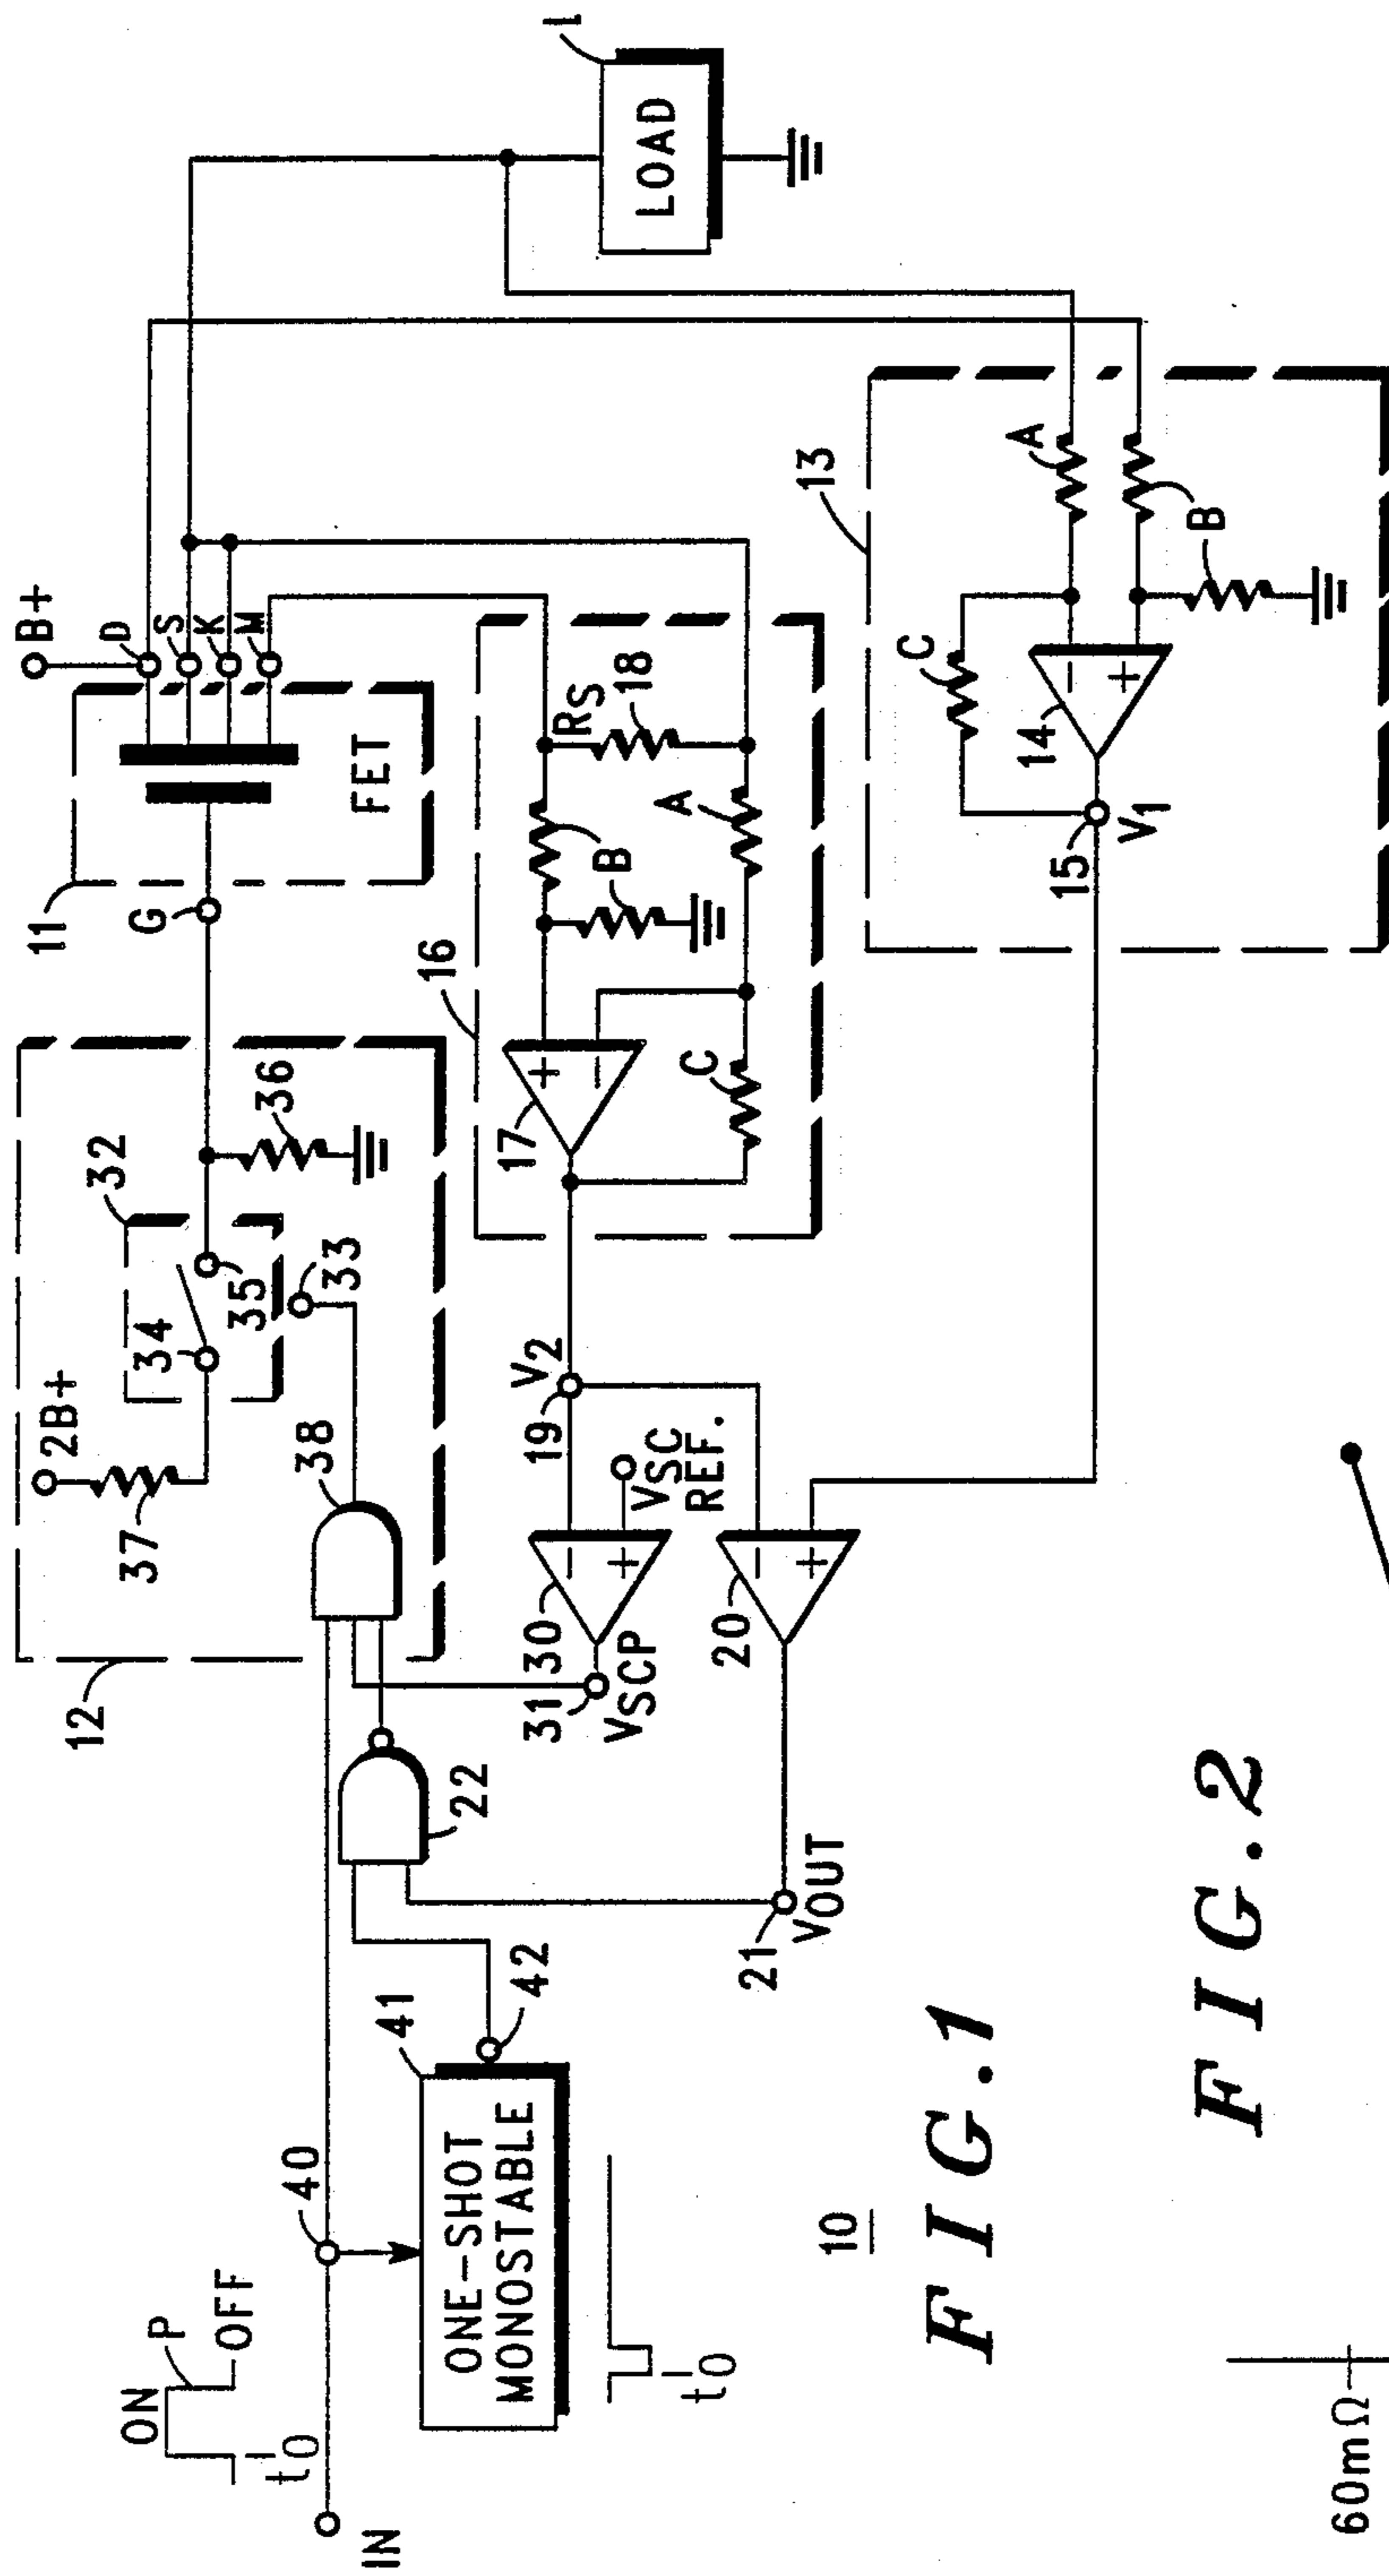 B+
D
S
K
M
FET
11
G
LOAD
L
12
2B+
37
32
34
35
33
36
38
16
17
B
RS
18
A
C
13
A
B
C
14
15
V1
V2
19
VSC
REF.
30
31
VSCP
20
21
VOUT
22
ON
P
OFF
t0
IN
40
41
42
ONE-SHOT
MONOSTABLE
t0
10
FIG.1
FIG.2
60mΩ